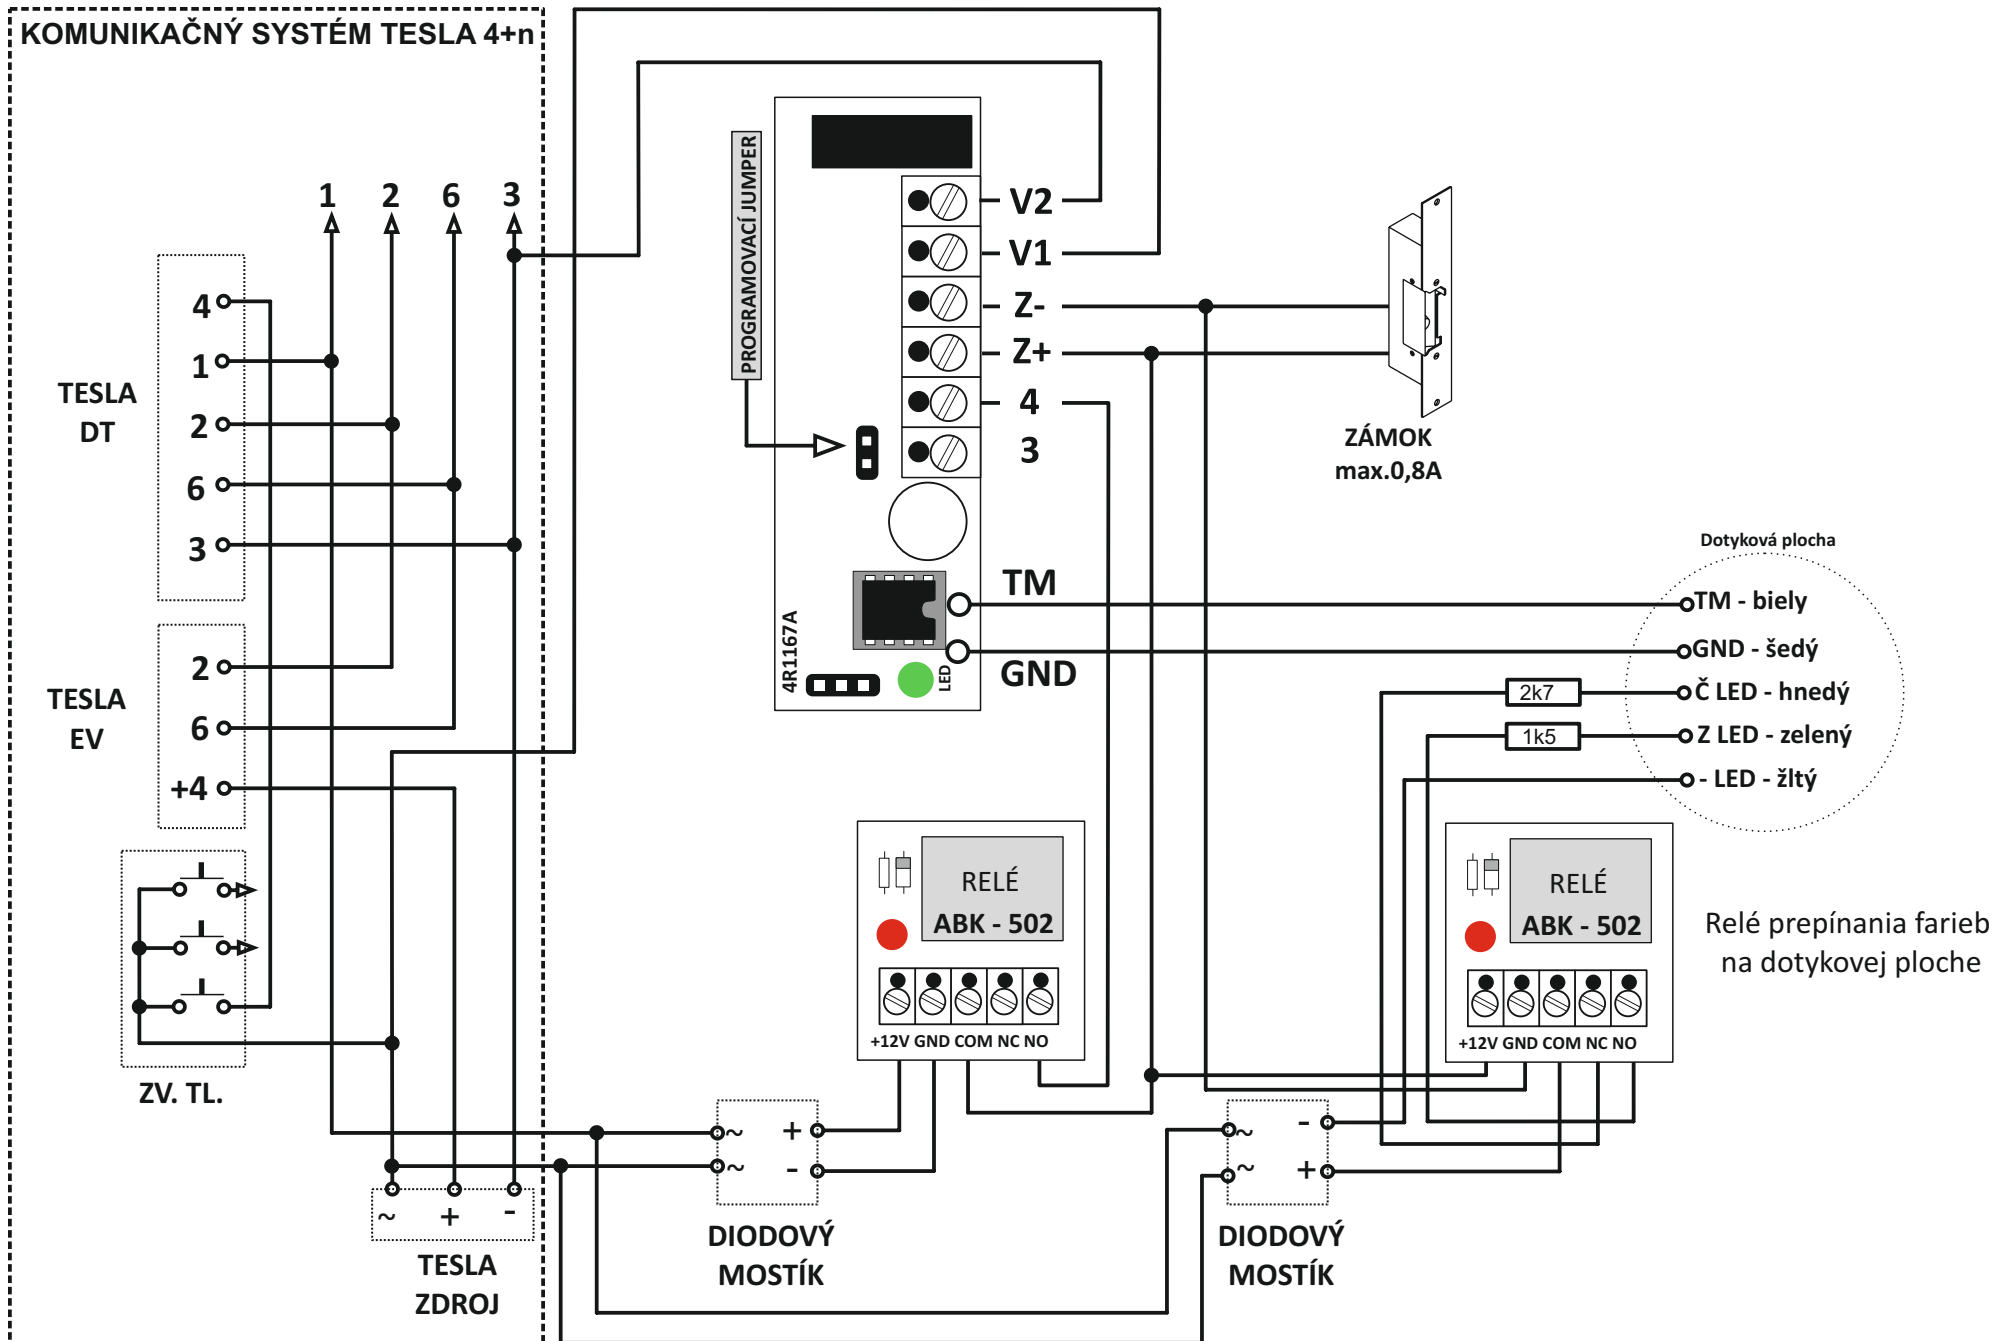 KOMUNIKAČNÝ SYSTÉM TESLA 4+n
1 2 6 3
4
1
2
6
3
TESLA
DT
2
6
+4
TESLA
EV
ZV. TL.
~ + -
TESLA
ZDROJ
PROGRAMOVACÍ JUMPER
V2
V1
Z-
Z+
4
3
TM
GND
4R1167A
LED
ZÁMOK
max.0,8A
Dotyková plocha
TM - biely
GND - šedý
Č LED - hnedý
Z LED - zelený
- LED - žltý
2k7
1k5
RELÉ
ABK - 502
+12V GND COM NC NO
RELÉ
ABK - 502
+12V GND COM NC NO
Relé prepínania farieb
na dotykovej ploche
~ +
~ -
DIODOVÝ
MOSTÍK
~ -
~ +
DIODOVÝ
MOSTÍK